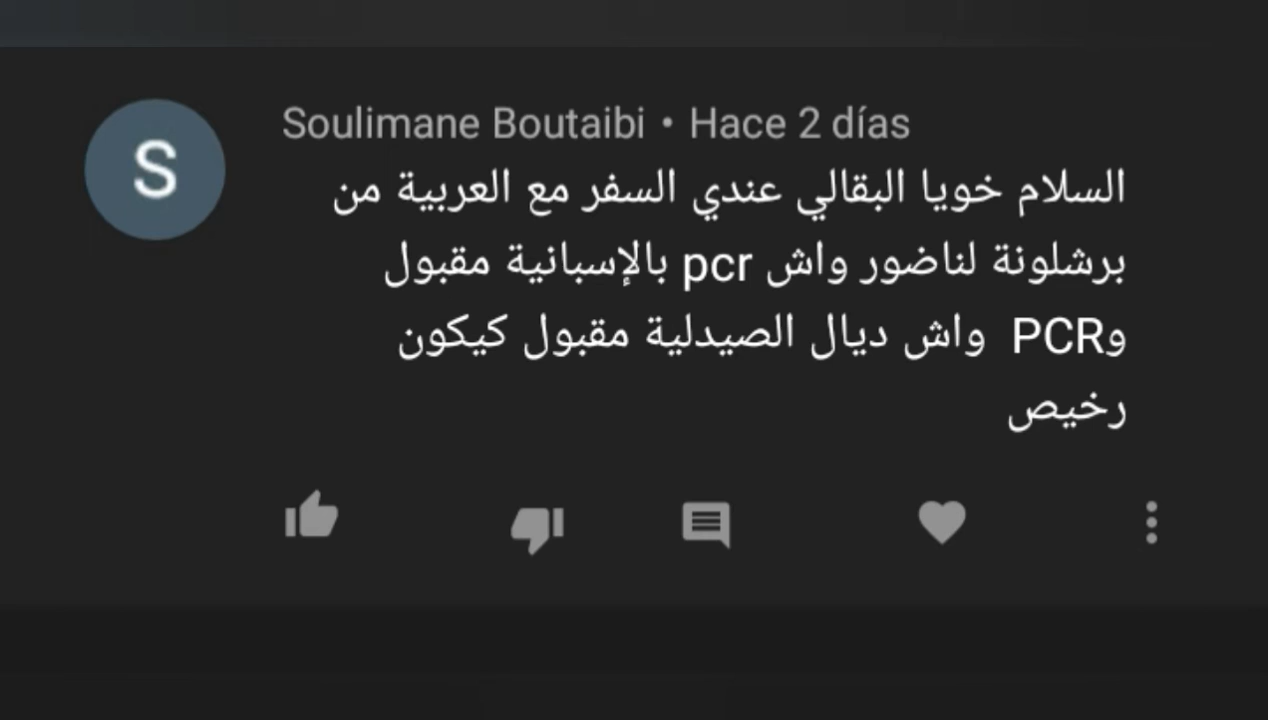 S
Soulimane Boutaibi • Hace 2 días
السلام خويا البقالي عندي السفر مع العربية من
برشلونة لناضور واش pcr بالإسبانية مقبول
وPCR  واش ديال الصيدلية مقبول كيكون
رخيص